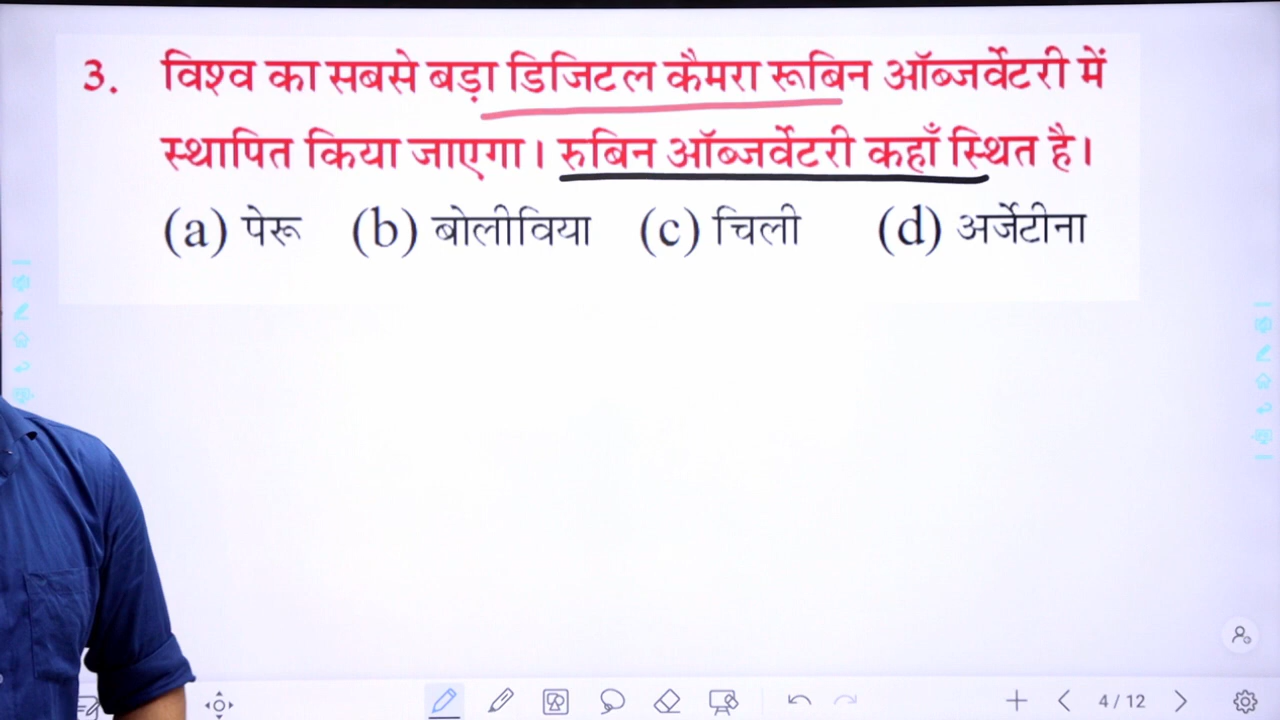 3. विश्व का सबसे बड़ा डिजिटल कैमरा रूबिन ऑब्जर्वेटरी में
स्थापित किया जाएगा। रुबिन ऑब्जर्वेटरी कहाँ स्थित है।
(a) पेरू (b) बोलीविया (c) चिली (d) अर्जेटीना
4 / 12